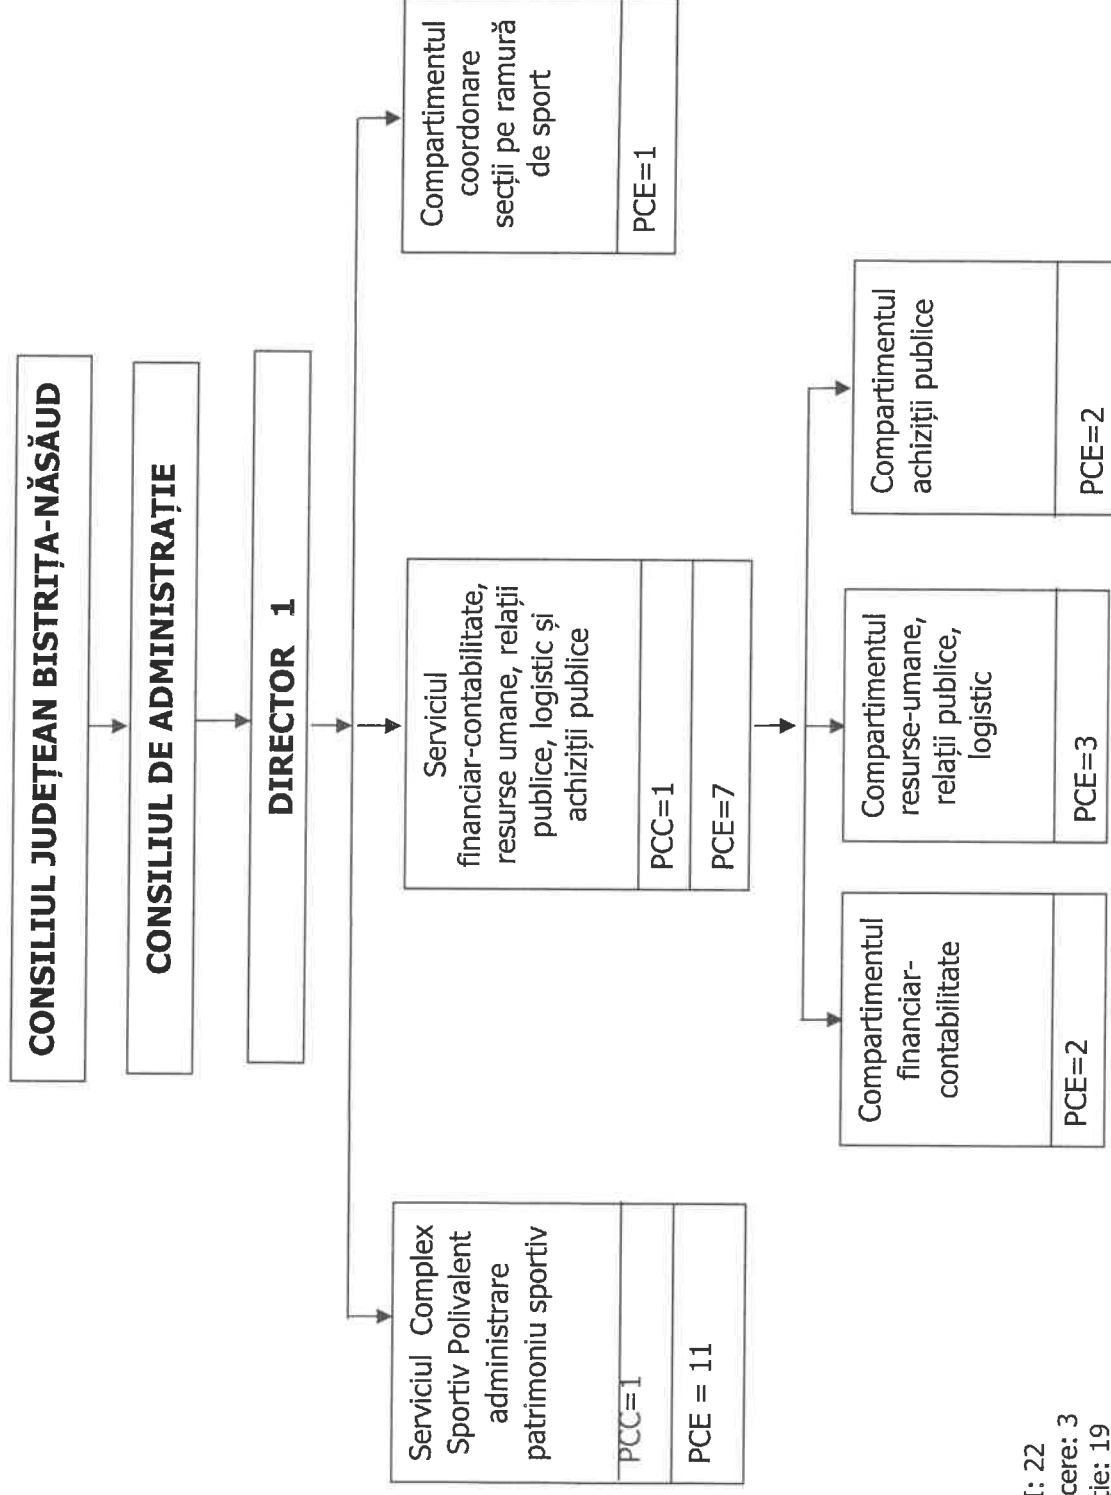 CONSILIUL JUDEȚEAN BISTRIȚA-NĂSĂUD
CONSILIUL DE ADMINISTRAȚIE
DIRECTOR 1
Serviciul Complex
Sportiv Polivalent
administrare
patrimoniu sportiv
PCC=1
PCE = 11
Serviciul
financiar-contabilitate,
resurse umane, relații
publice, logistic și
achiziții publice
PCC=1
PCE=7
Compartimentul
coordonare
secții pe ramură
de sport
PCE=1
Compartimentul
financiar-
contabilitate
PCE=2
Compartimentul
resurse-umane,
relații publice,
logistic
PCE=3
Compartimentul
achiziții publice
PCE=2
: 22
cere: 3
ție: 19